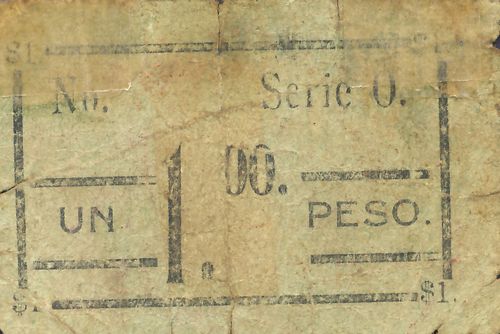 $1
No. Serie O.
1.00.
UN PESO.
$1. $1.